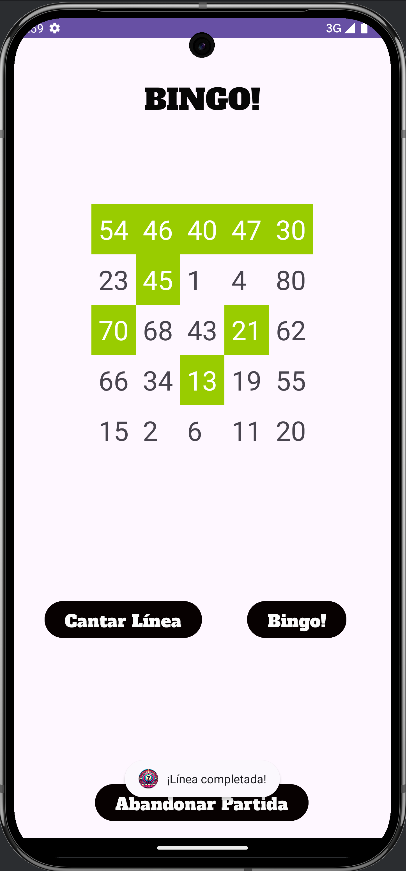 3G
BINGO!
54 46 40 47 30
23 45 1 4 80
70 68 43 21 62
66 34 13 19 55
15 2 6 11 20
Cantar Línea Bingo!
¡Línea completada!
Abandonar Partida